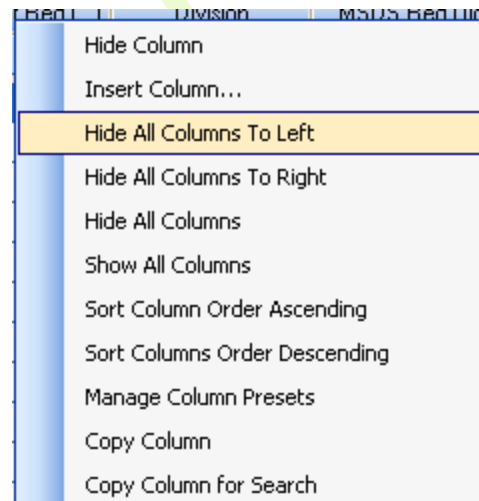 Division
Hide Column
Insert Column...
Hide All Columns To Left
Hide All Columns To Right
Hide All Columns
Show All Columns
Sort Column Order Ascending
Sort Columns Order Descending
Manage Column Presets
Copy Column
Copy Column for Search